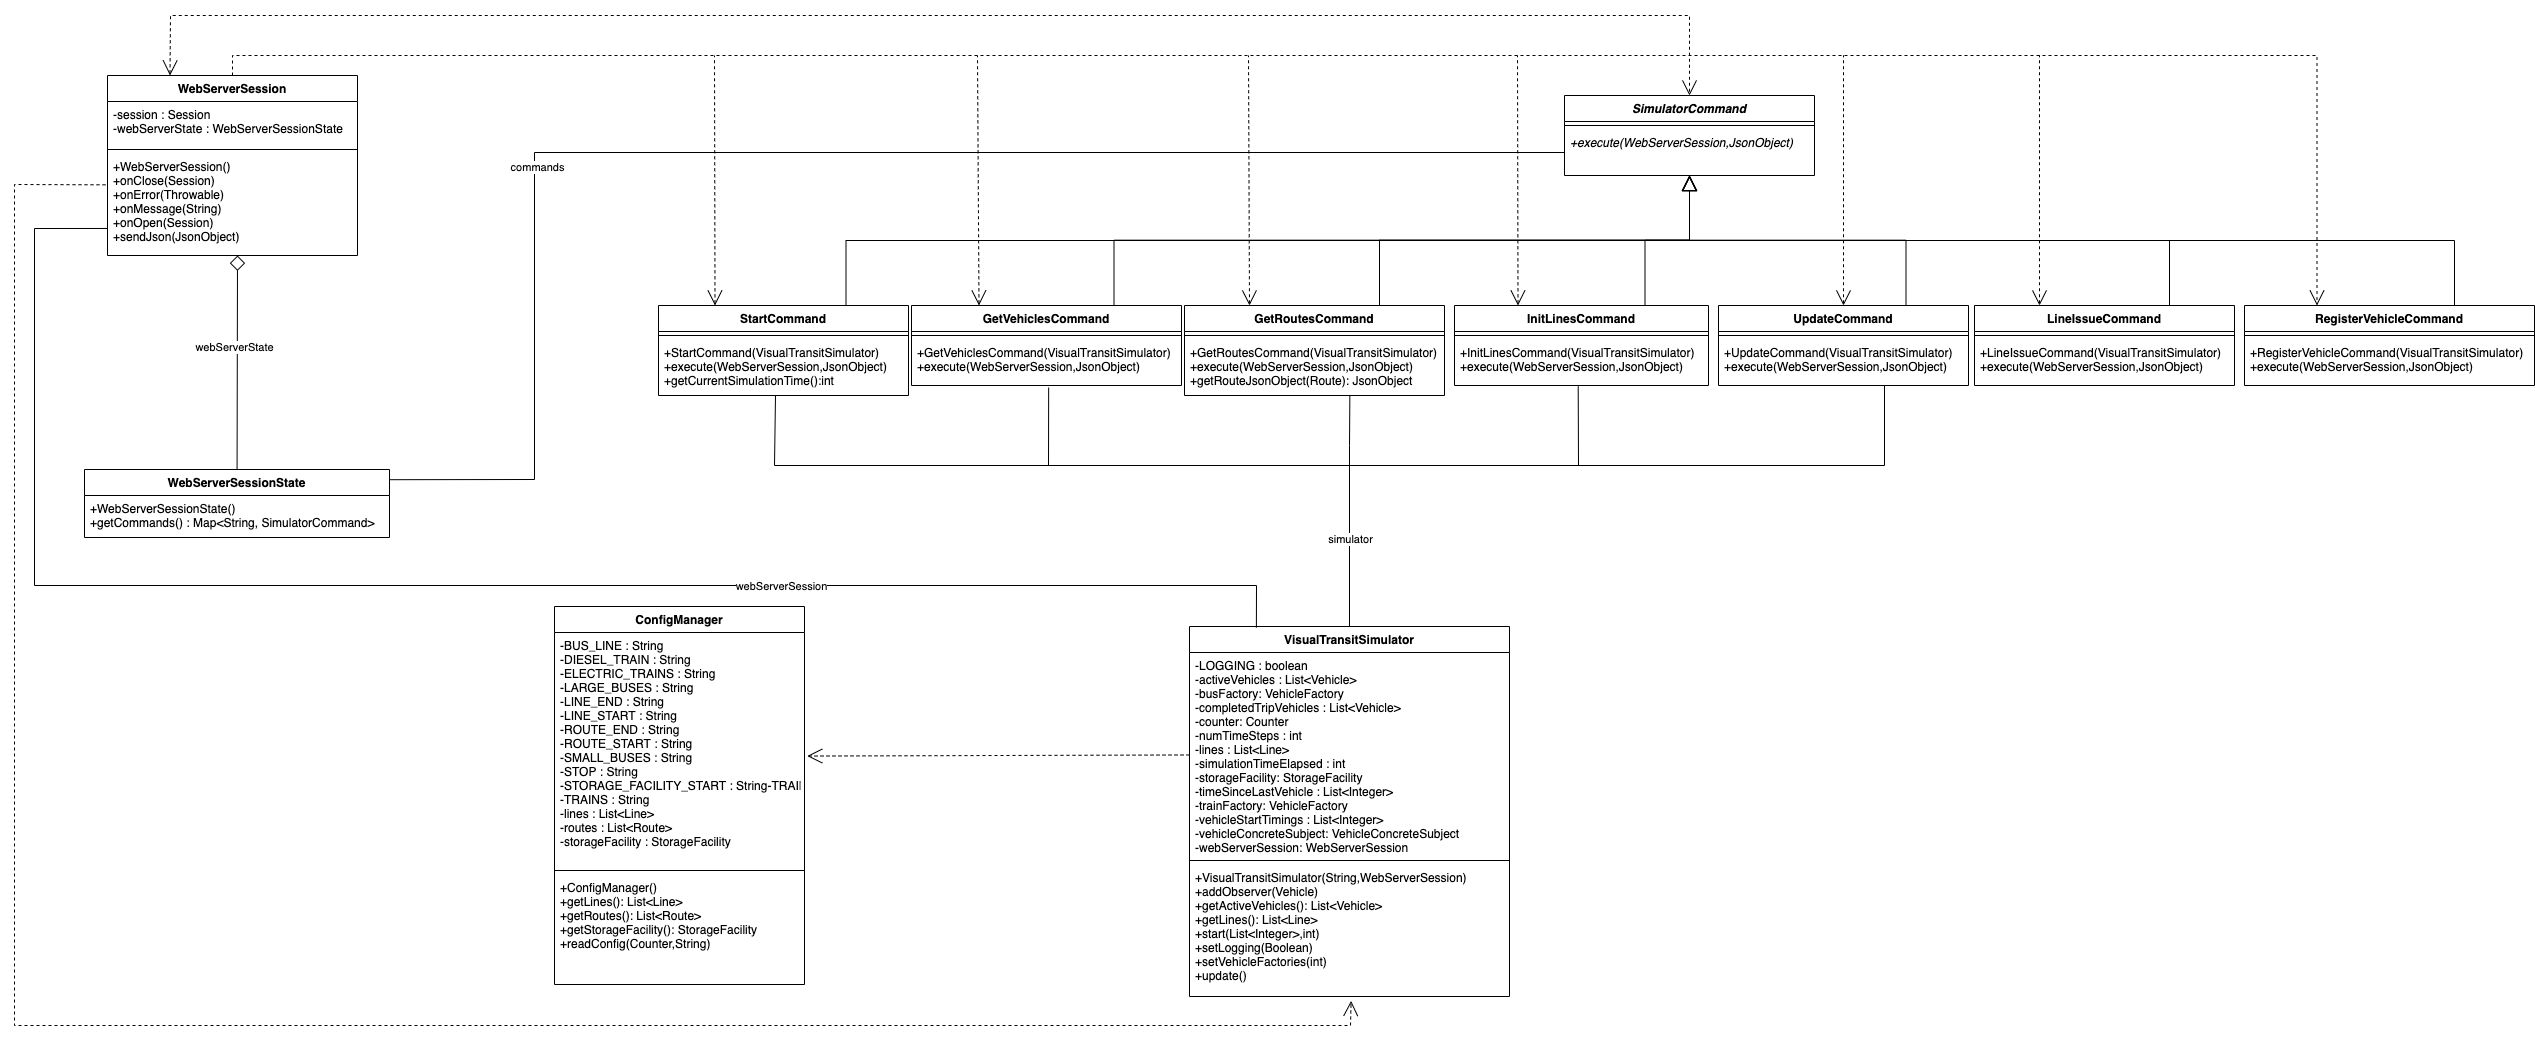 WebServerSession
-session : Session
-webServerState : WebServerSessionState
+WebServerSession()
+onClose(Session)
+onError(Throwable)
+onMessage(String)
+onOpen(Session)
+sendJson(JsonObject)
SimulatorCommand
+execute(WebServerSession,JsonObject)
commands
webServerState
StartCommand
+StartCommand(VisualTransitSimulator)
+execute(WebServerSession,JsonObject)
+getCurrentSimulationTime():int
GetVehiclesCommand
+GetVehiclesCommand(VisualTransitSimulator)
+execute(WebServerSession,JsonObject)
GetRoutesCommand
+GetRoutesCommand(VisualTransitSimulator)
+execute(WebServerSession,JsonObject)
+getRouteJsonObject(Route): JsonObject
InitLinesCommand
+InitLinesCommand(VisualTransitSimulator)
+execute(WebServerSession,JsonObject)
UpdateCommand
+UpdateCommand(VisualTransitSimulator)
+execute(WebServerSession,JsonObject)
LineIssueCommand
+LineIssueCommand(VisualTransitSimulator)
+execute(WebServerSession,JsonObject)
RegisterVehicleCommand
+RegisterVehicleCommand(VisualTransitSimulator)
+execute(WebServerSession,JsonObject)
WebServerSessionState
+WebServerSessionState()
+getCommands() : Map<String, SimulatorCommand>
simulator
webServerSession
ConfigManager
-BUS_LINE : String
-DIESEL_TRAIN : String
-ELECTRIC_TRAINS : String
-LARGE_BUSES : String
-LINE_END : String
-LINE_START : String
-ROUTE_END : String
-ROUTE_START : String
-SMALL_BUSES : String
-STOP : String
-STORAGE_FACILITY_START : String-TRAI
-TRAINS : String
-lines : List<Line>
-routes : List<Route>
-storageFacility : StorageFacility
+ConfigManager()
+getLines(): List<Line>
+getRoutes(): List<Route>
+getStorageFacility(): StorageFacility
+readConfig(Counter,String)
VisualTransitSimulator
-LOGGING : boolean
-activeVehicles : List<Vehicle>
-busFactory: VehicleFactory
-completedTripVehicles : List<Vehicle>
-counter: Counter
-numTimeSteps : int
-lines : List<Line>
-simulationTimeElapsed : int
-storageFacility: StorageFacility
-timeSinceLastVehicle : List<Integer>
-trainFactory: VehicleFactory
-vehicleStartTimings : List<Integer>
-vehicleConcreteSubject: VehicleConcreteSubject
-webServerSession: WebServerSession
+VisualTransitSimulator(String,WebServerSession)
+addObserver(Vehicle)
+getActiveVehicles(): List<Vehicle>
+getLines(): List<Line>
+start(List<Integer>,int)
+setLogging(Boolean)
+setVehicleFactories(int)
+update()